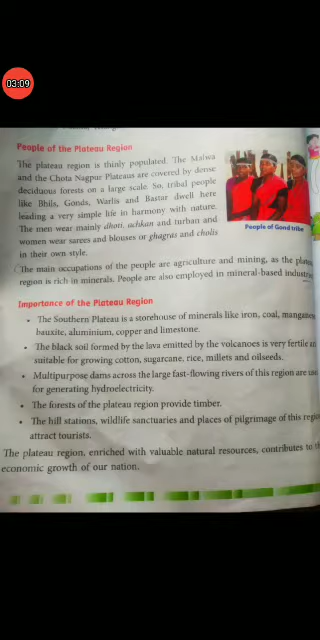 03:09
People of the Plateau Region
The plateau region is thinly populated. The Malwa
and the Chota Nagpur Plateaus are covered by dense
deciduous forests on a large scale. So, tribal people
like Bhils, Gonds, Warlis and Bastar dwell here
leading a very simple life in harmony with nature.
The men wear mainly dhoti, achkan and turban and
women wear sarees and blouses or ghagras and cholis
in their own style.
People of Gond tribe
The main occupations of the people are agriculture and mining, as the
region is rich in minerals. People are also employed in mineral-based
Importance of the Plateau Region
• The Southern Plateau is a storehouse of minerals like iron, coal,
bauxite, aluminium, copper and limestone.
• The black soil formed by the lava emitted by the volcanoes is very fertile
suitable for growing cotton, sugarcane, rice, millets and oilseeds.
• Multipurpose dams across the large fast-flowing rivers of this region are
for generating hydroelectricity.
• The forests of the plateau region provide timber.
• The hill stations, wildlife sanctuaries and places of pilgrimage of this
attract tourists.
The plateau region, enriched with valuable natural resources, contributes to
economic growth of our nation.